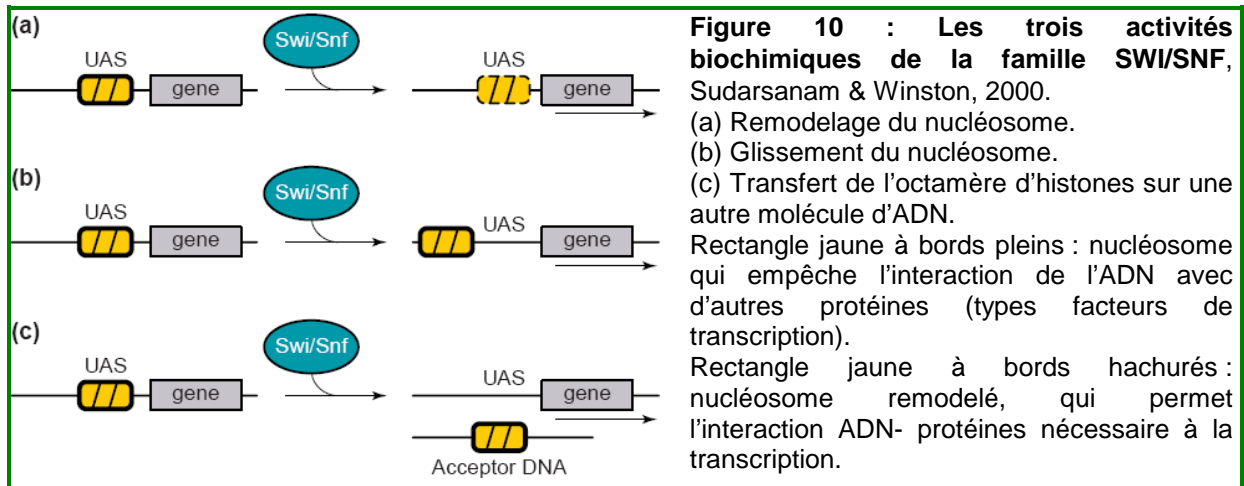 (a)
Swi/Snf
UAS
UAS
gene
gene
(b)
Swi/Snf
UAS
UAS
gene
gene
(c)
Swi/Snf
UAS
UAS
gene
gene
Acceptor DNA
Figure 10 : Les trois activités
biochimiques de la famille SWI/SNF,
Sudarsanam & Winston, 2000.
(a) Remodelage du nucléosome.
(b) Glissement du nucléosome.
(c) Transfert de l'octamère d'histones sur une
autre molécule d'ADN.
Rectangle jaune à bords pleins : nucléosome
qui empêche l'interaction de l'ADN avec
d'autres protéines (types facteurs de
transcription).
Rectangle jaune à bords hachurés :
nucléosome remodelé, qui permet
l'interaction ADN- protéines nécessaire à la
transcription.